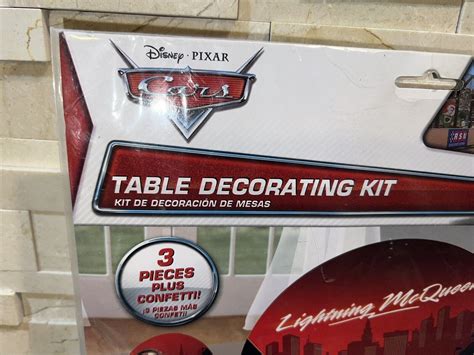 Disney · PIXAR
Cars
TABLE DECORATING KIT
KIT DE DECORACIÓN DE MESAS
3
PIECES
PLUS
CONFETTI!
¡3 PIEZAS MÁS
CONFETI!
Lightning McQueen